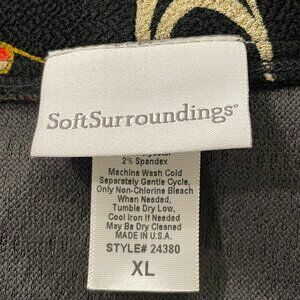 SoftSurroundings®
2% Spandex
Machine Wash Cold
Separately Gentle Cycle,
Only Non-Chlorine Bleach
When Needed,
Tumble Dry Low,
Cool Iron If Needed
May Be Dry Cleaned
MADE IN U.S.A.
STYLE# 24380
XL